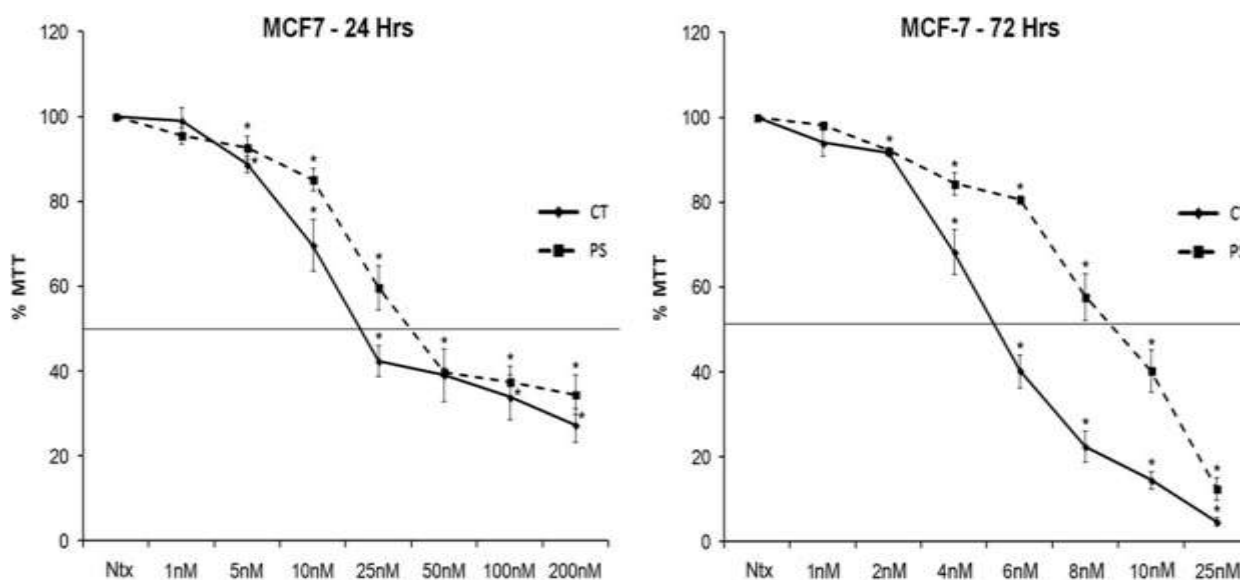 MCF7 - 24 Hrs
% MTT
120
100
80
60
40
20
0
Ntx 1nM 5nM 10nM 25nM 50nM 100nM 200nM
CT
PS
* * * * * * * * * * * *
MCF-7 - 72 Hrs
% MTT
120
100
80
60
40
20
0
Ntx 1nM 2nM 4nM 6nM 8nM 10nM 25nM
C
PS
* * * * * * * * * * *